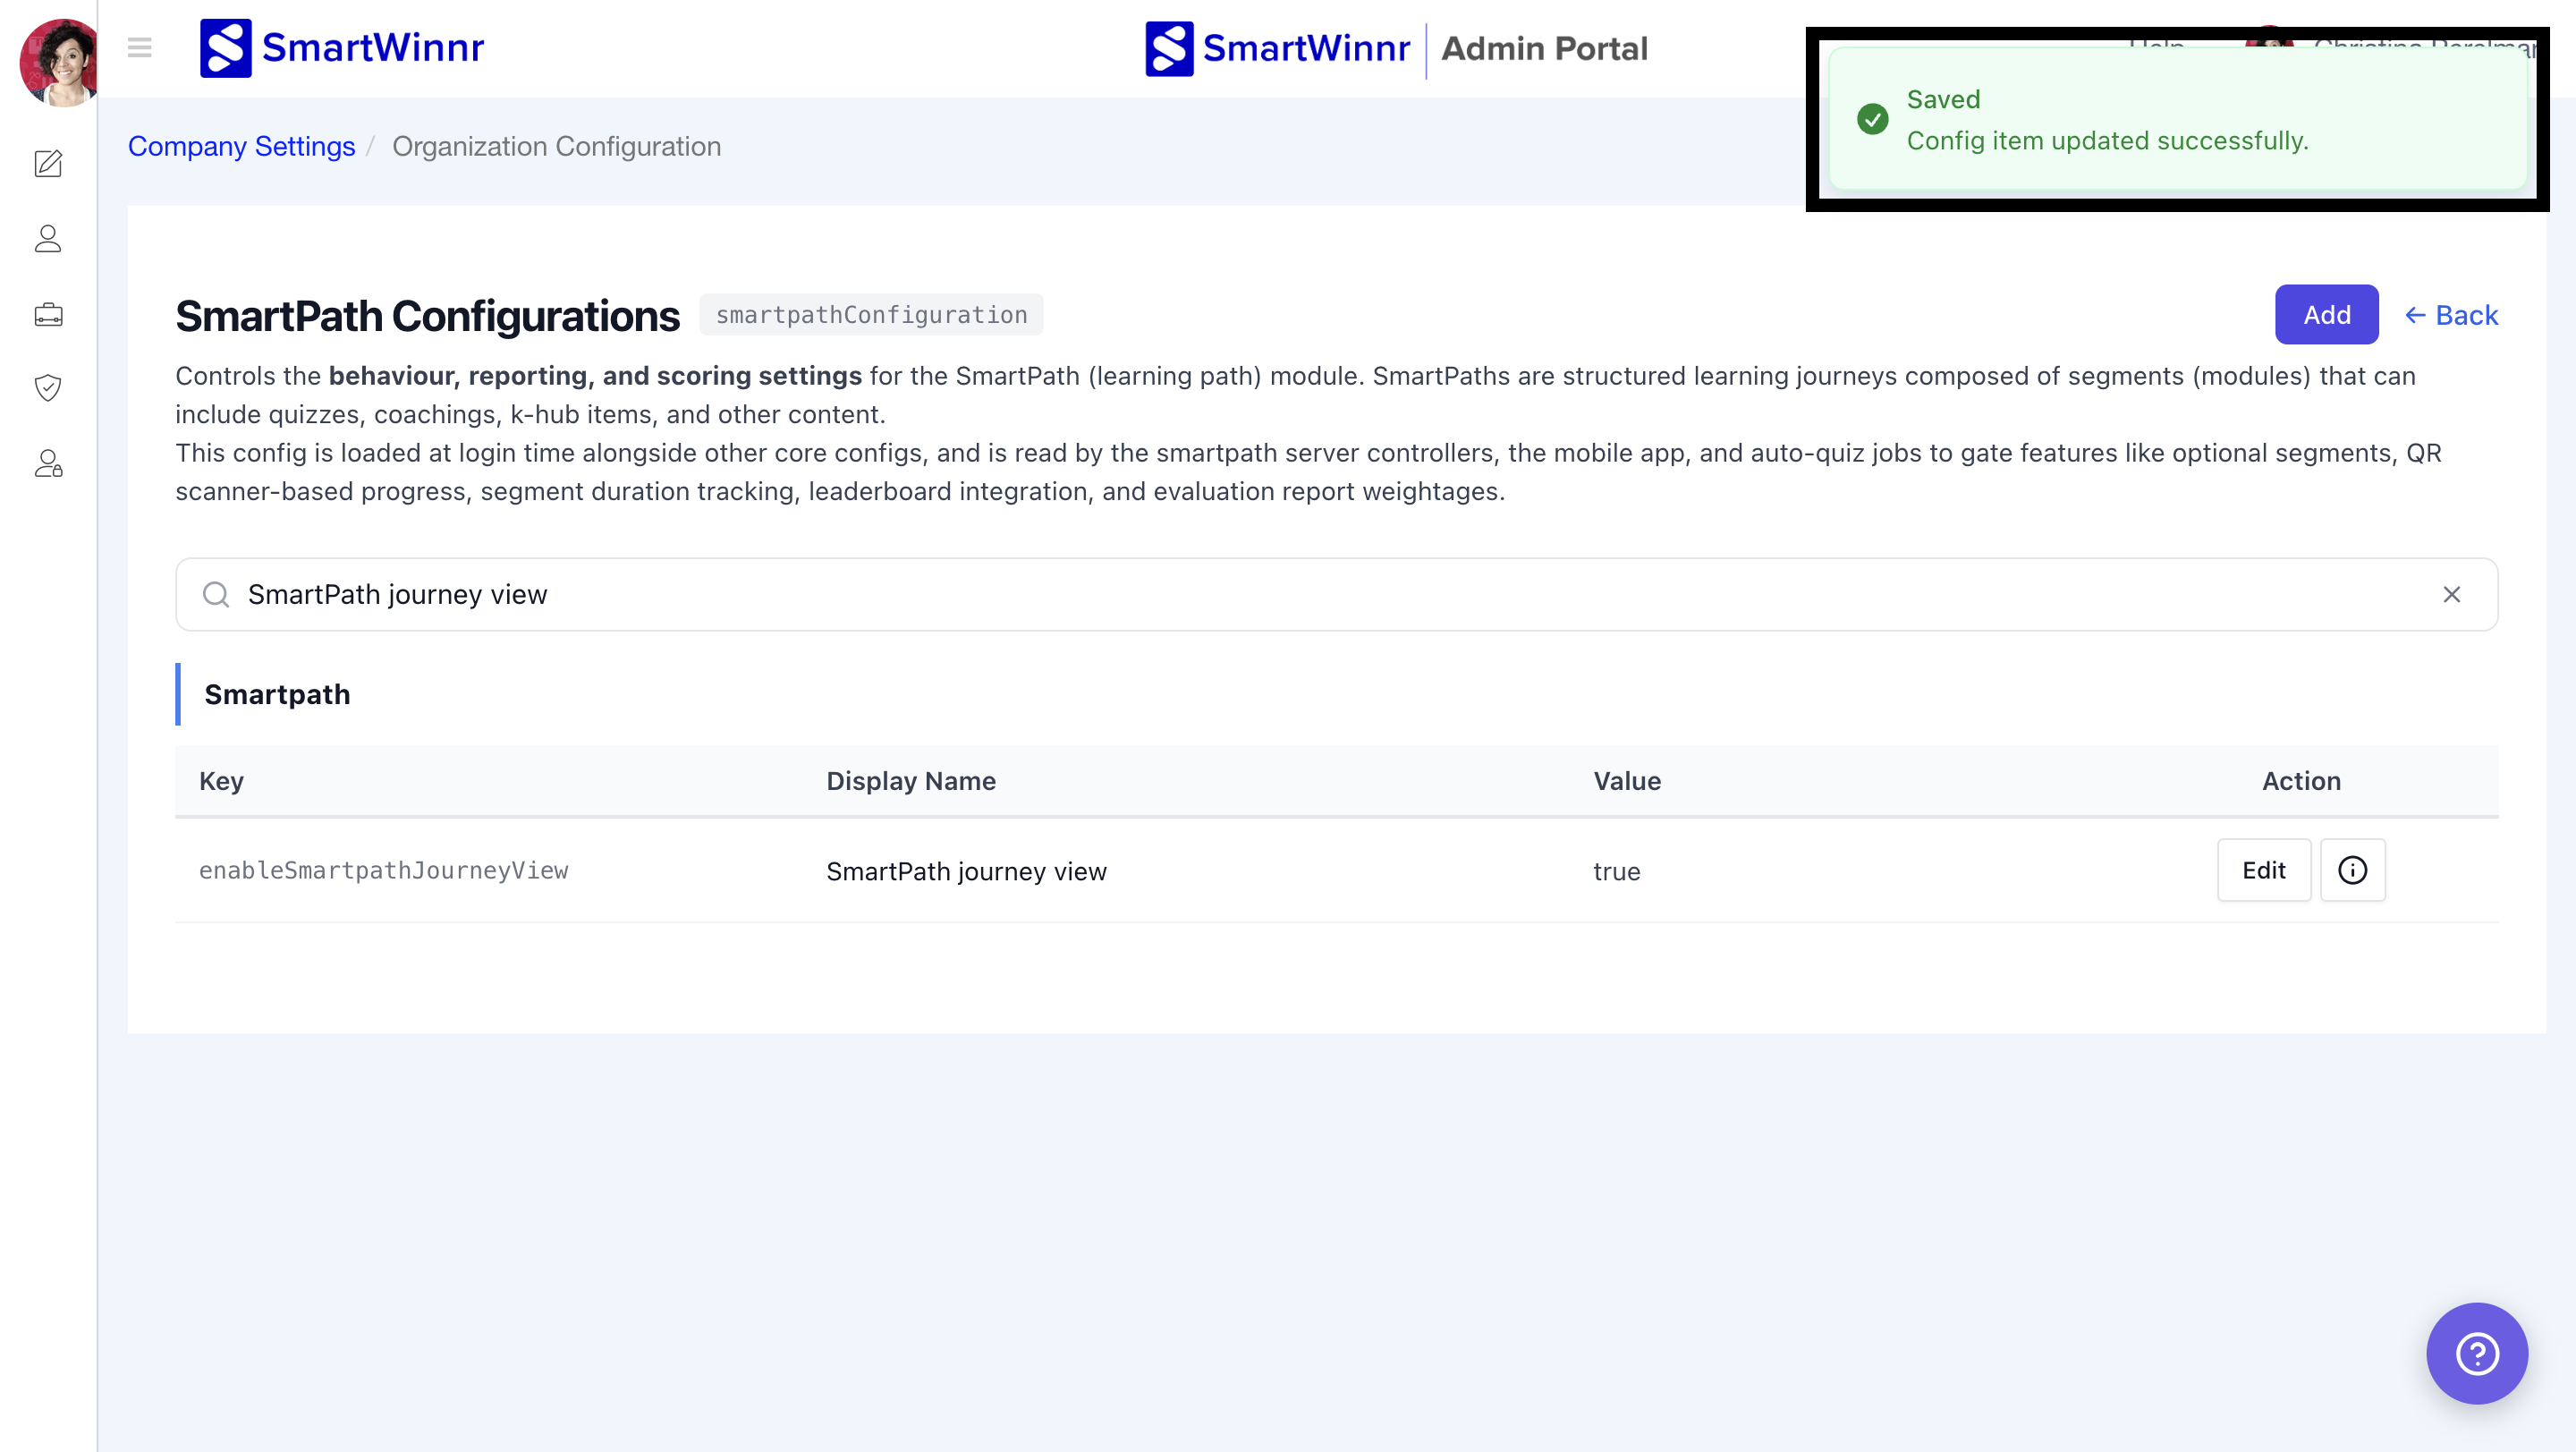 SmartWinnr
SmartWinnr Admin Portal
Saved
Config item updated successfully.
Company Settings / Organization Configuration
SmartPath Configurations smartpathConfiguration
Add
← Back
Controls the behaviour, reporting, and scoring settings for the SmartPath (learning path) module. SmartPaths are structured learning journeys composed of segments (modules) that can
include quizzes, coachings, k-hub items, and other content.
This config is loaded at login time alongside other core configs, and is read by the smartpath server controllers, the mobile app, and auto-quiz jobs to gate features like optional segments, QR
scanner-based progress, segment duration tracking, leaderboard integration, and evaluation report weightages.
SmartPath journey view
Smartpath
Key Display Name Value Action
enableSmartpathJourneyView SmartPath journey view true Edit